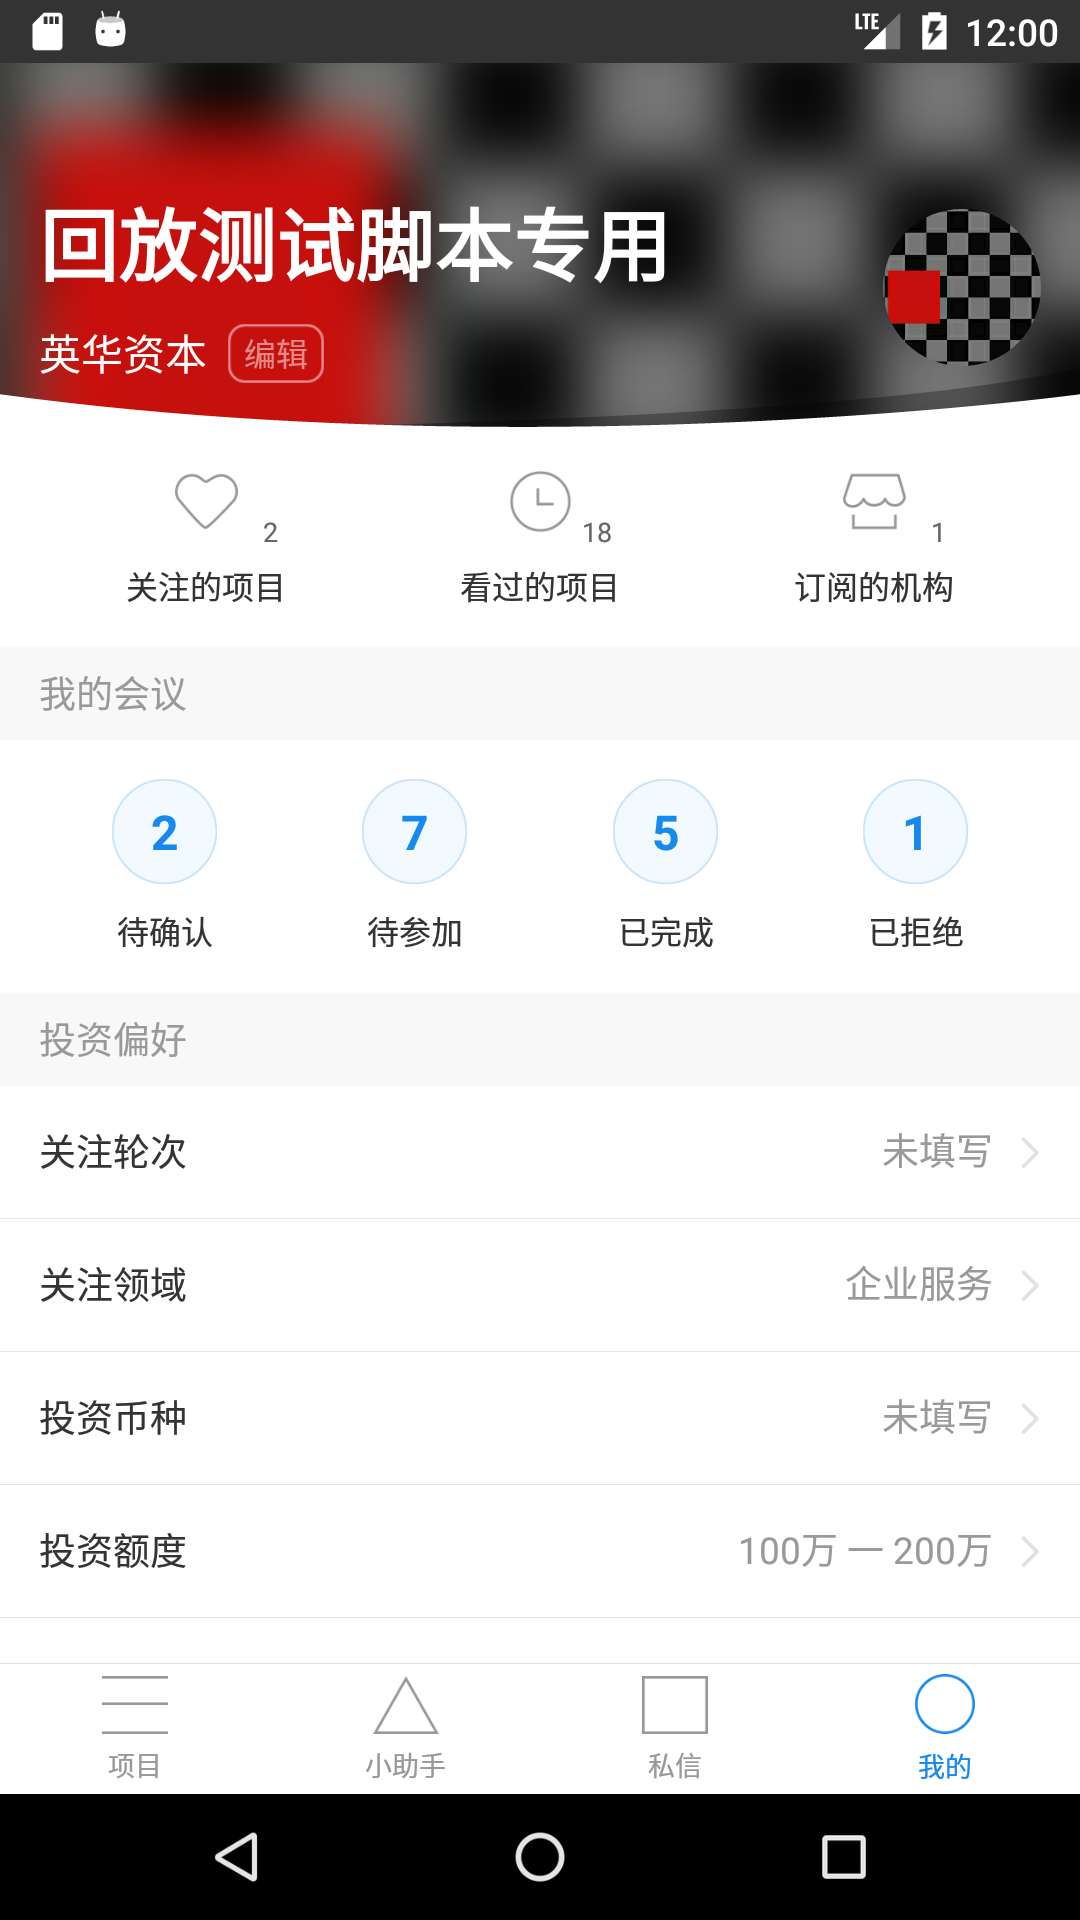 LTE 12:00
回放测试脚本专用
英华资本 编辑
2 18 1
关注的项目 看过的项目 订阅的机构
我的会议
2 7 5 1
待确认 待参加 已完成 已拒绝
投资偏好
关注轮次 未填写
关注领域 企业服务
投资币种 未填写
投资额度 100万 一 200万
项目 小助手 私信 我的